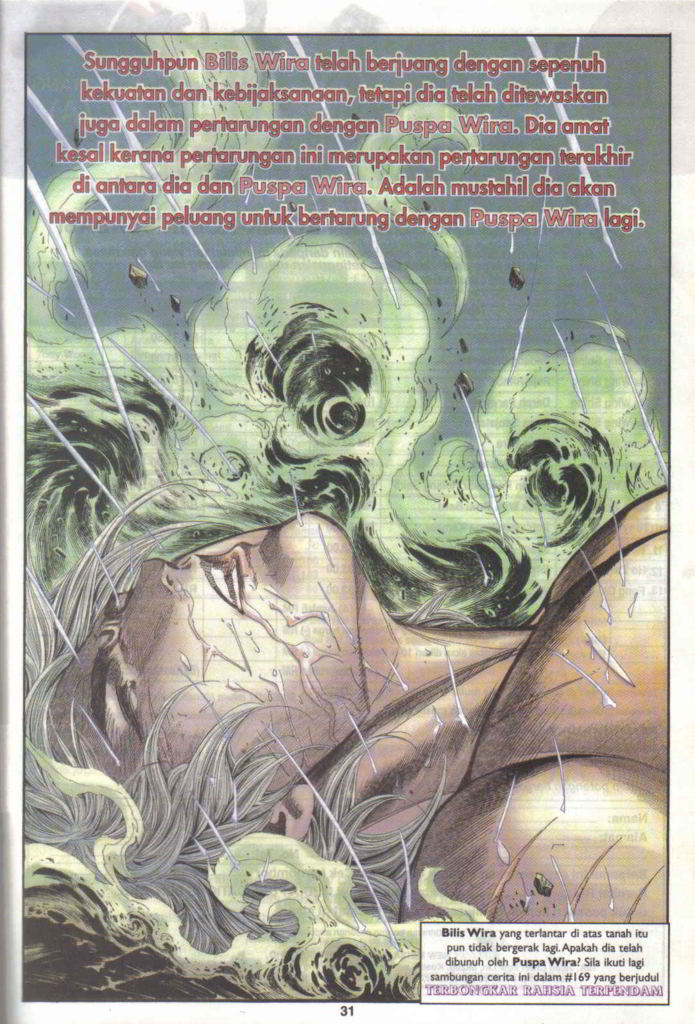 Sungguhpun Bilis Wira telah berjuang dengan sepenuh
kekuatan dan kebijaksanaan, tetapi dia telah ditewaskan
juga dalam pertarungan dengan Puspa Wira. Dia amat
kesal kerana pertarungan ini merupakan pertarungan terakhir
di antara dia dan Puspa Wira. Adalah mustahil dia akan
mempunyai peluang untuk bertarung dengan Puspa Wira lagi.
Nama:
Alamat:
Bilis Wira yang terlantar di atas tanah itu
pun tidak bergerak lagi. Apakah dia telah
dibunuh oleh Puspa Wira? Sila ikuti lagi
sambungan cerita ini dalam #169 yang berjudul
TERBONGKAR RAHSIA TERPENDAM
31